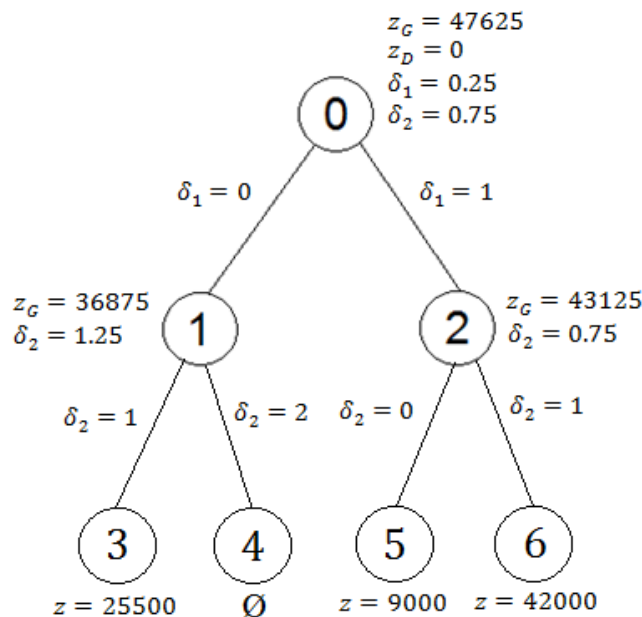 z_G = 47625
z_D = 0
δ_1 = 0.25
δ_2 = 0.75
0
δ_1 = 0
δ_1 = 1
z_G = 36875
δ_2 = 1.25
1
2
z_G = 43125
δ_2 = 0.75
δ_2 = 1
δ_2 = 2
δ_2 = 0
δ_2 = 1
3
4
5
6
z = 25500
Ø
z = 9000
z = 42000